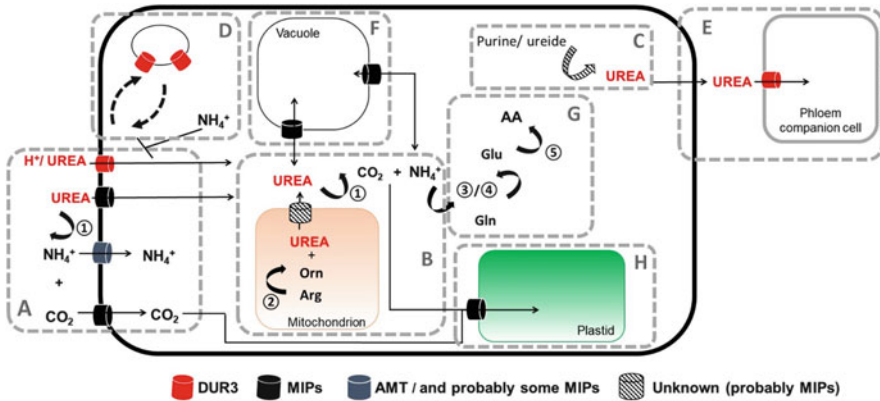 D
NH₄⁺
F
Vacuole
Purine/ ureide
C
UREA
E
UREA
Phloem
companion cell
A
H⁺/ UREA
UREA
①
NH₄⁺
NH₄⁺
+
CO₂
CO₂
B
UREA
①
CO₂ + NH₄⁺
UREA
+
Orn
②
Arg
Mitochondrion
G
AA
⑤
Glu
③/④
Gln
H
Plastid
DUR3
MIPs
AMT / and probably some MIPs
Unknown (probably MIPs)